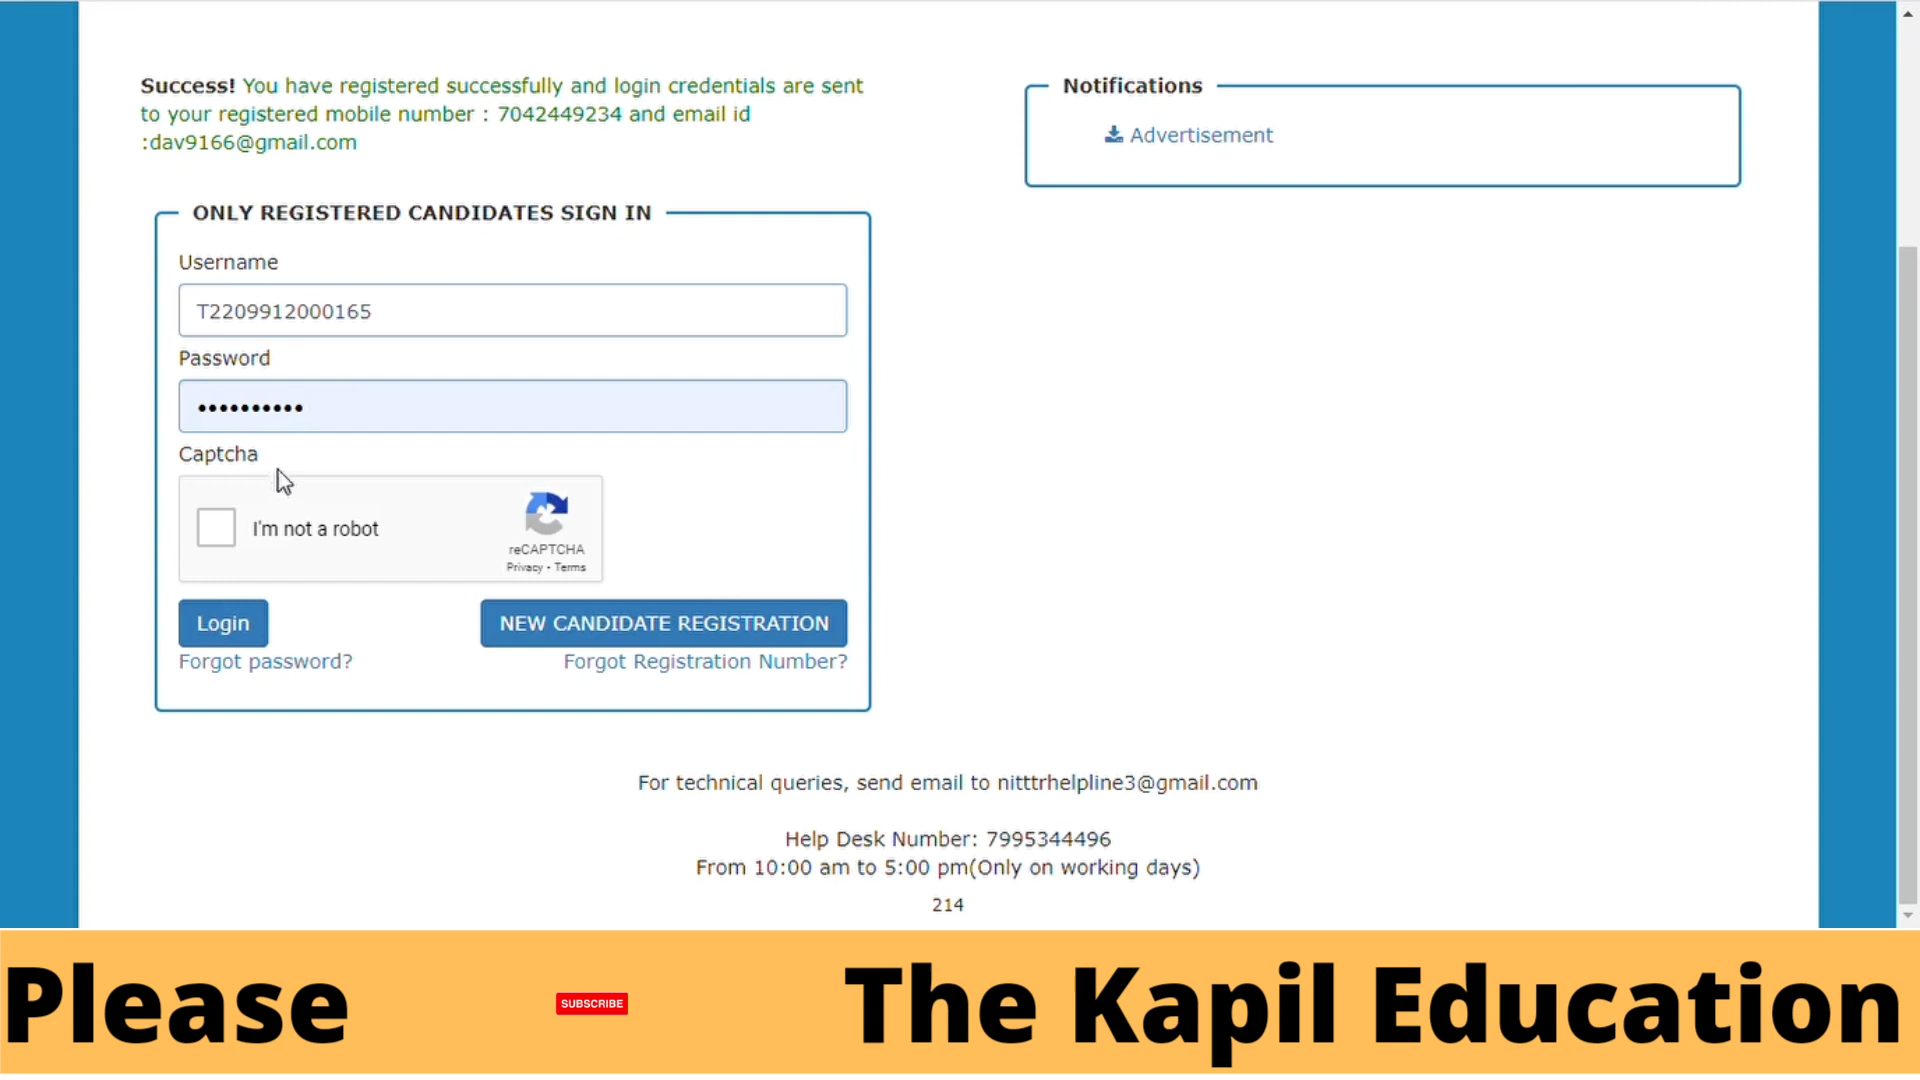 Success! You have registered successfully and login credentials are sent
to your registered mobile number : 7042449234 and email id
:dav9166@gmail.com
Notifications
Advertisement
ONLY REGISTERED CANDIDATES SIGN IN
Username
T2209912000165
Password
••••••••••
Captcha
I'm not a robot
reCAPTCHA
Privacy - Terms
Login
NEW CANDIDATE REGISTRATION
Forgot password?
Forgot Registration Number?
For technical queries, send email to nitttrhelpline3@gmail.com
Help Desk Number: 7995344496
From 10:00 am to 5:00 pm(Only on working days)
214
Please
SUBSCRIBE
The Kapil Education